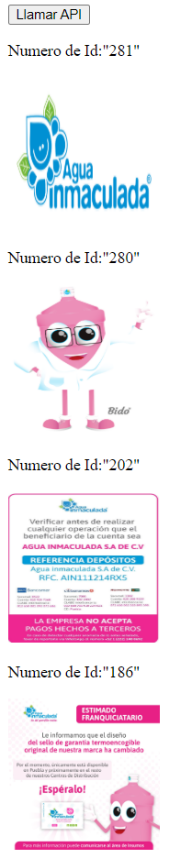 Llamar API
Numero de Id:"281"
Agua
inmaculada
Numero de Id:"280"
Bidó
Numero de Id:"202"
Agua
inmaculada
Verificar antes de realizar
cualquier operación que el
beneficiario de la cuenta sea
AGUA INMACULADA S.A DE C.V
REFERENCIA DEPÓSITOS
Agua Inmaculada S.A de C.V.
RFC. AIN111214RX5
LA EMPRESA NO ACEPTA
PAGOS HECHOS A TERCEROS
Numero de Id:"186"
Agua
inmaculada
ESTIMADO
FRANQUICIATARIO
Le informamos que el diseño
del sello de garantía termoencogible
original de nuestra marca ha cambiado
Por el momento, únicamente está disponible
en Puebla y próximamente en el resto
de nuestros Centros de Distribución
¡Espéralo!